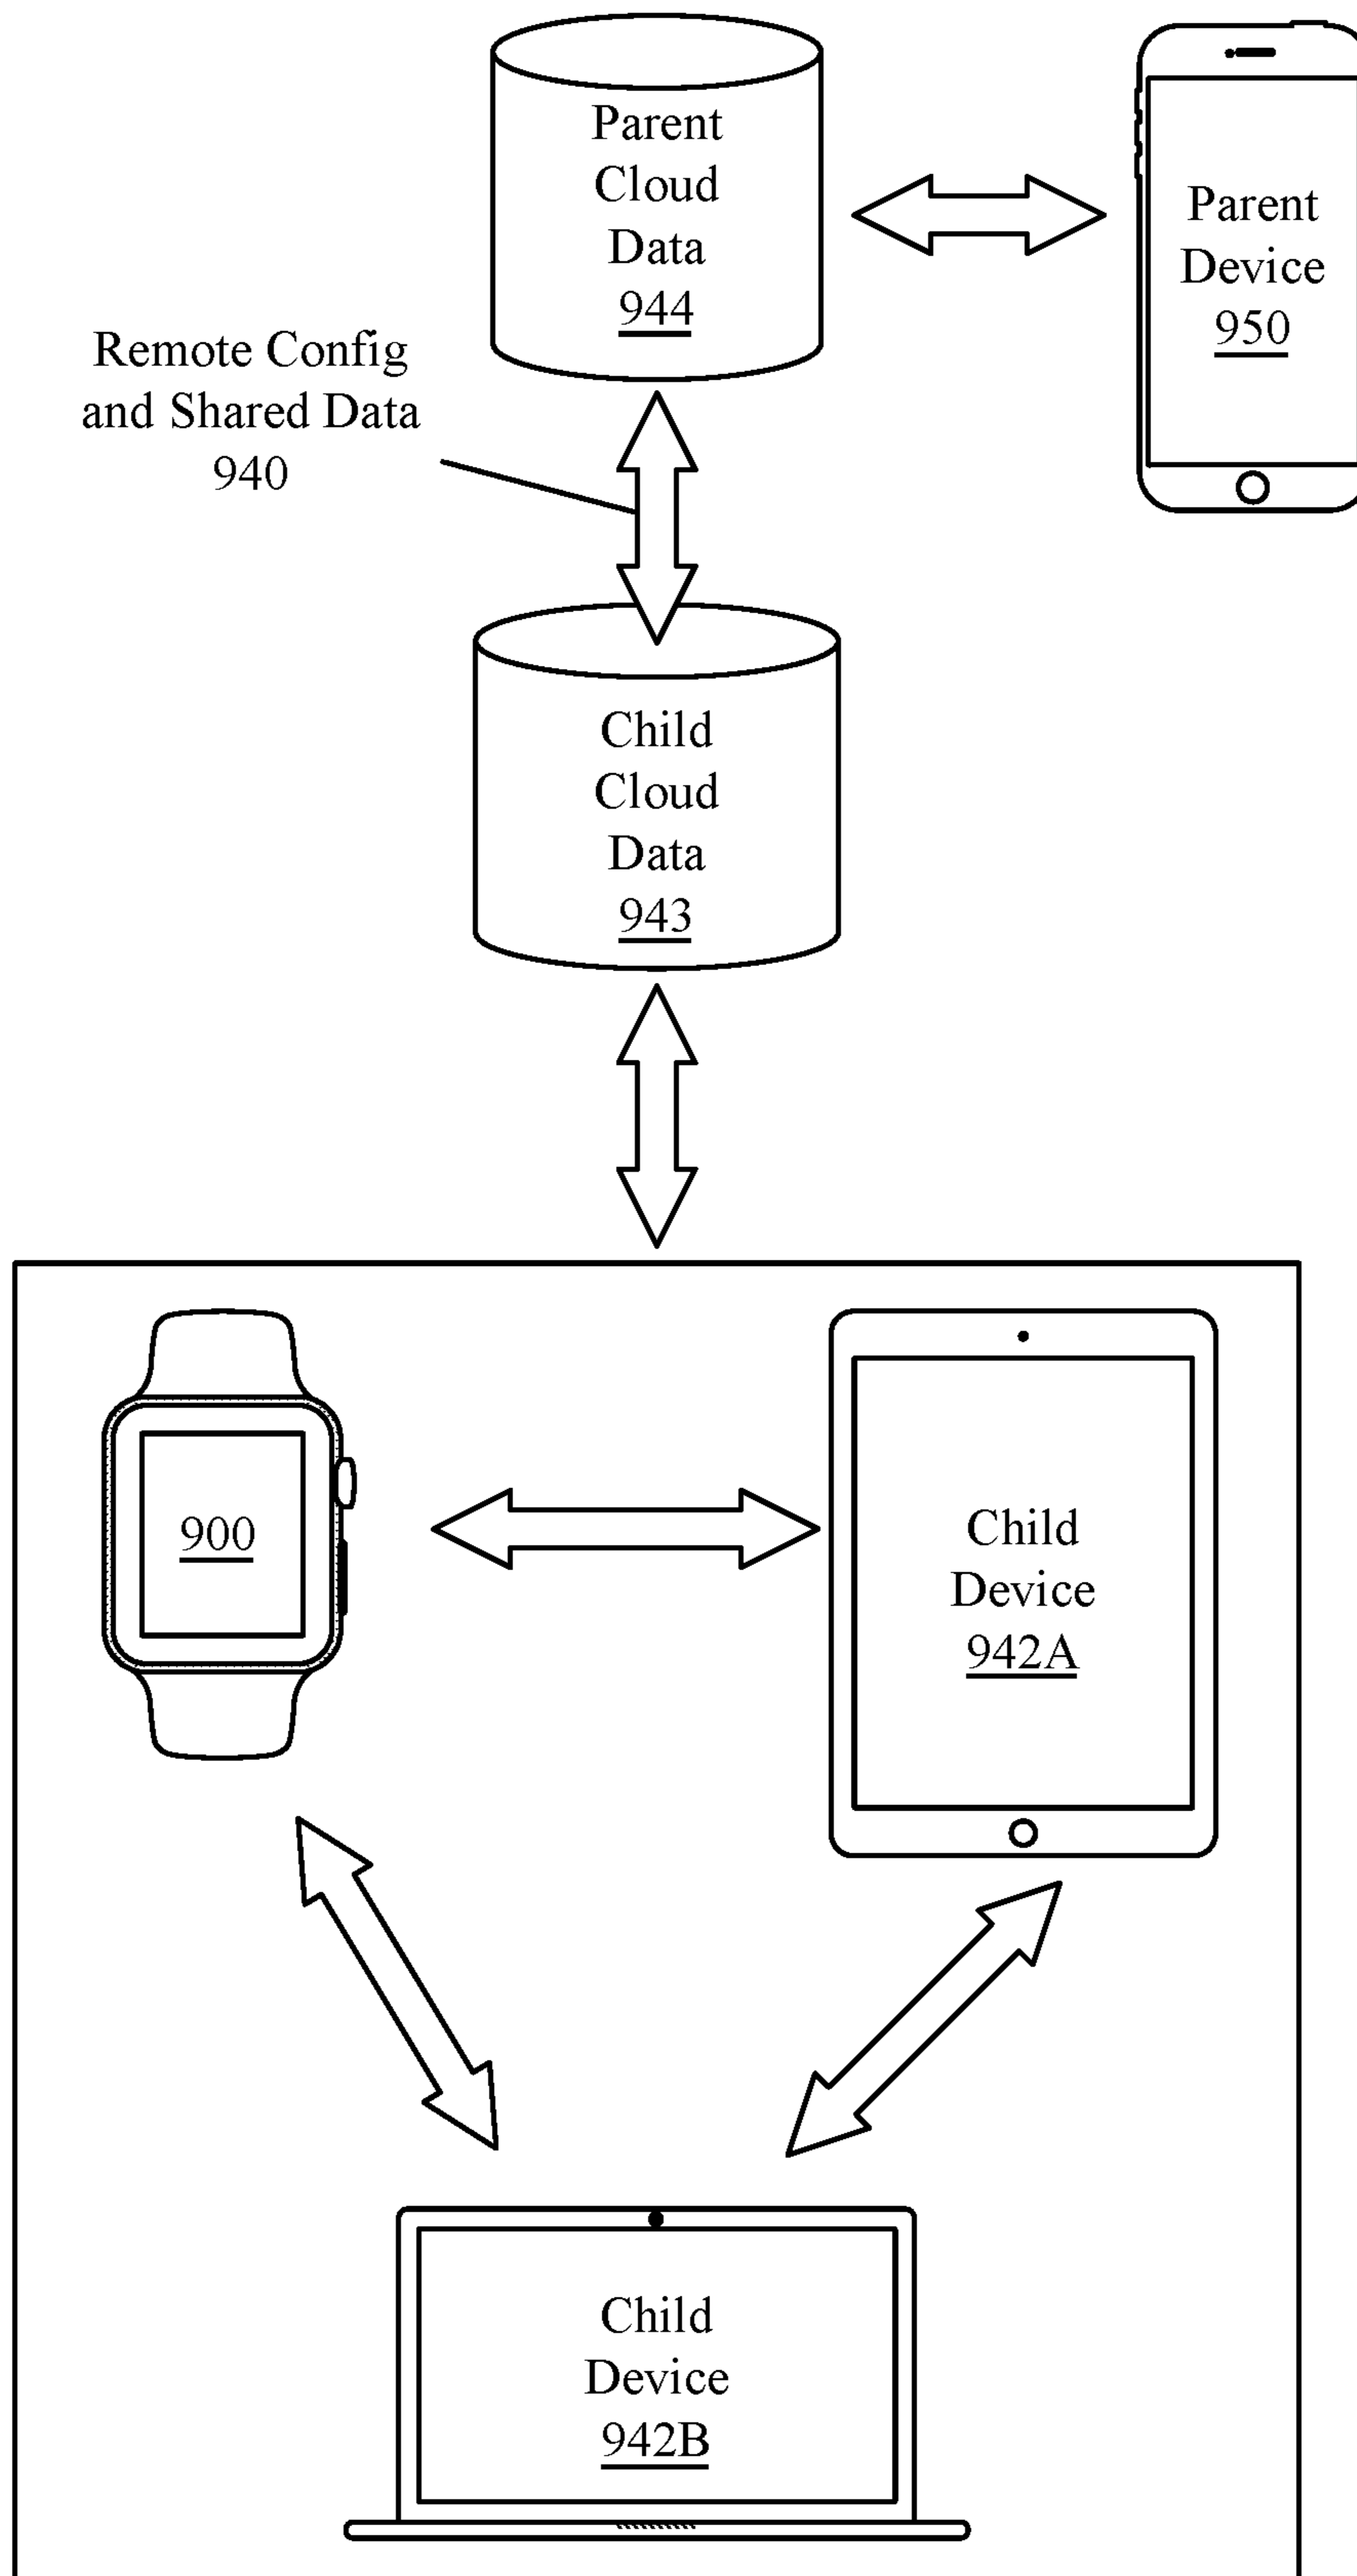 Parent
Cloud
Data
944
Parent
Device
950
Remote Config
and Shared Data
940
Child
Cloud
Data
943
900
Child
Device
942A
Child
Device
942B